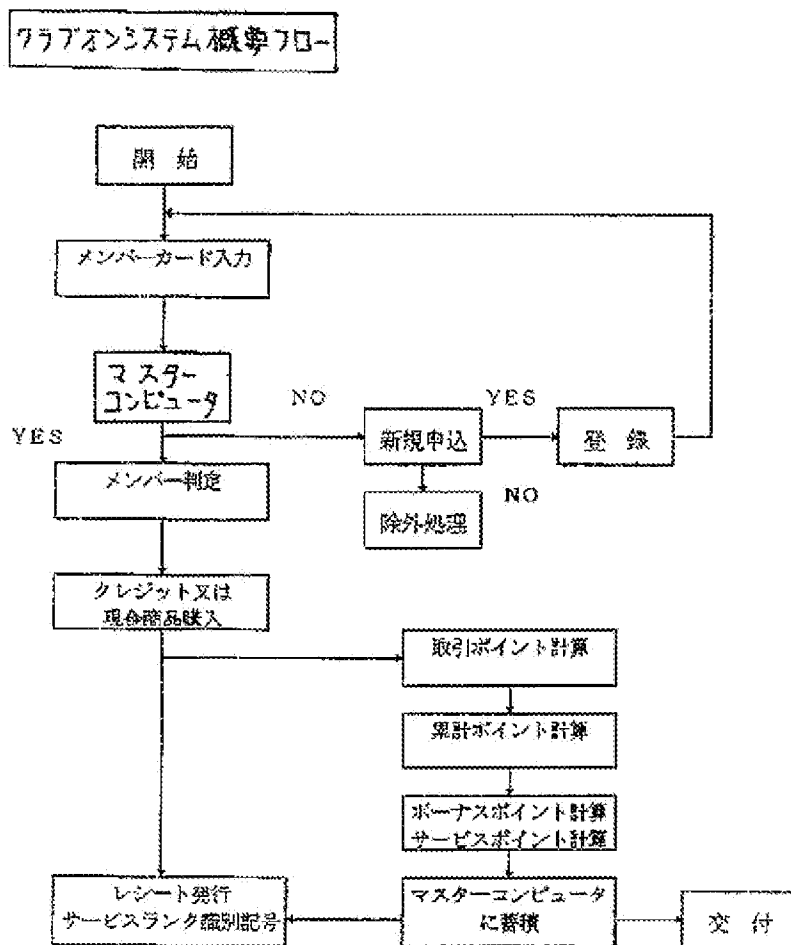 クラブオンシステム概要フロー
開 始
メンバーカード入力
マスター
コンピュータ
NO
YES
YES
新規申込
登 録
メンバー判定
NO
除外処理
クレジット又は
現金商品購入
取引ポイント計算
累計ポイント計算
ボーナスポイント計算
サービスポイント計算
レシート発行
サービスランク識別記号
マスターコンピュータ
に蓄積
交 付